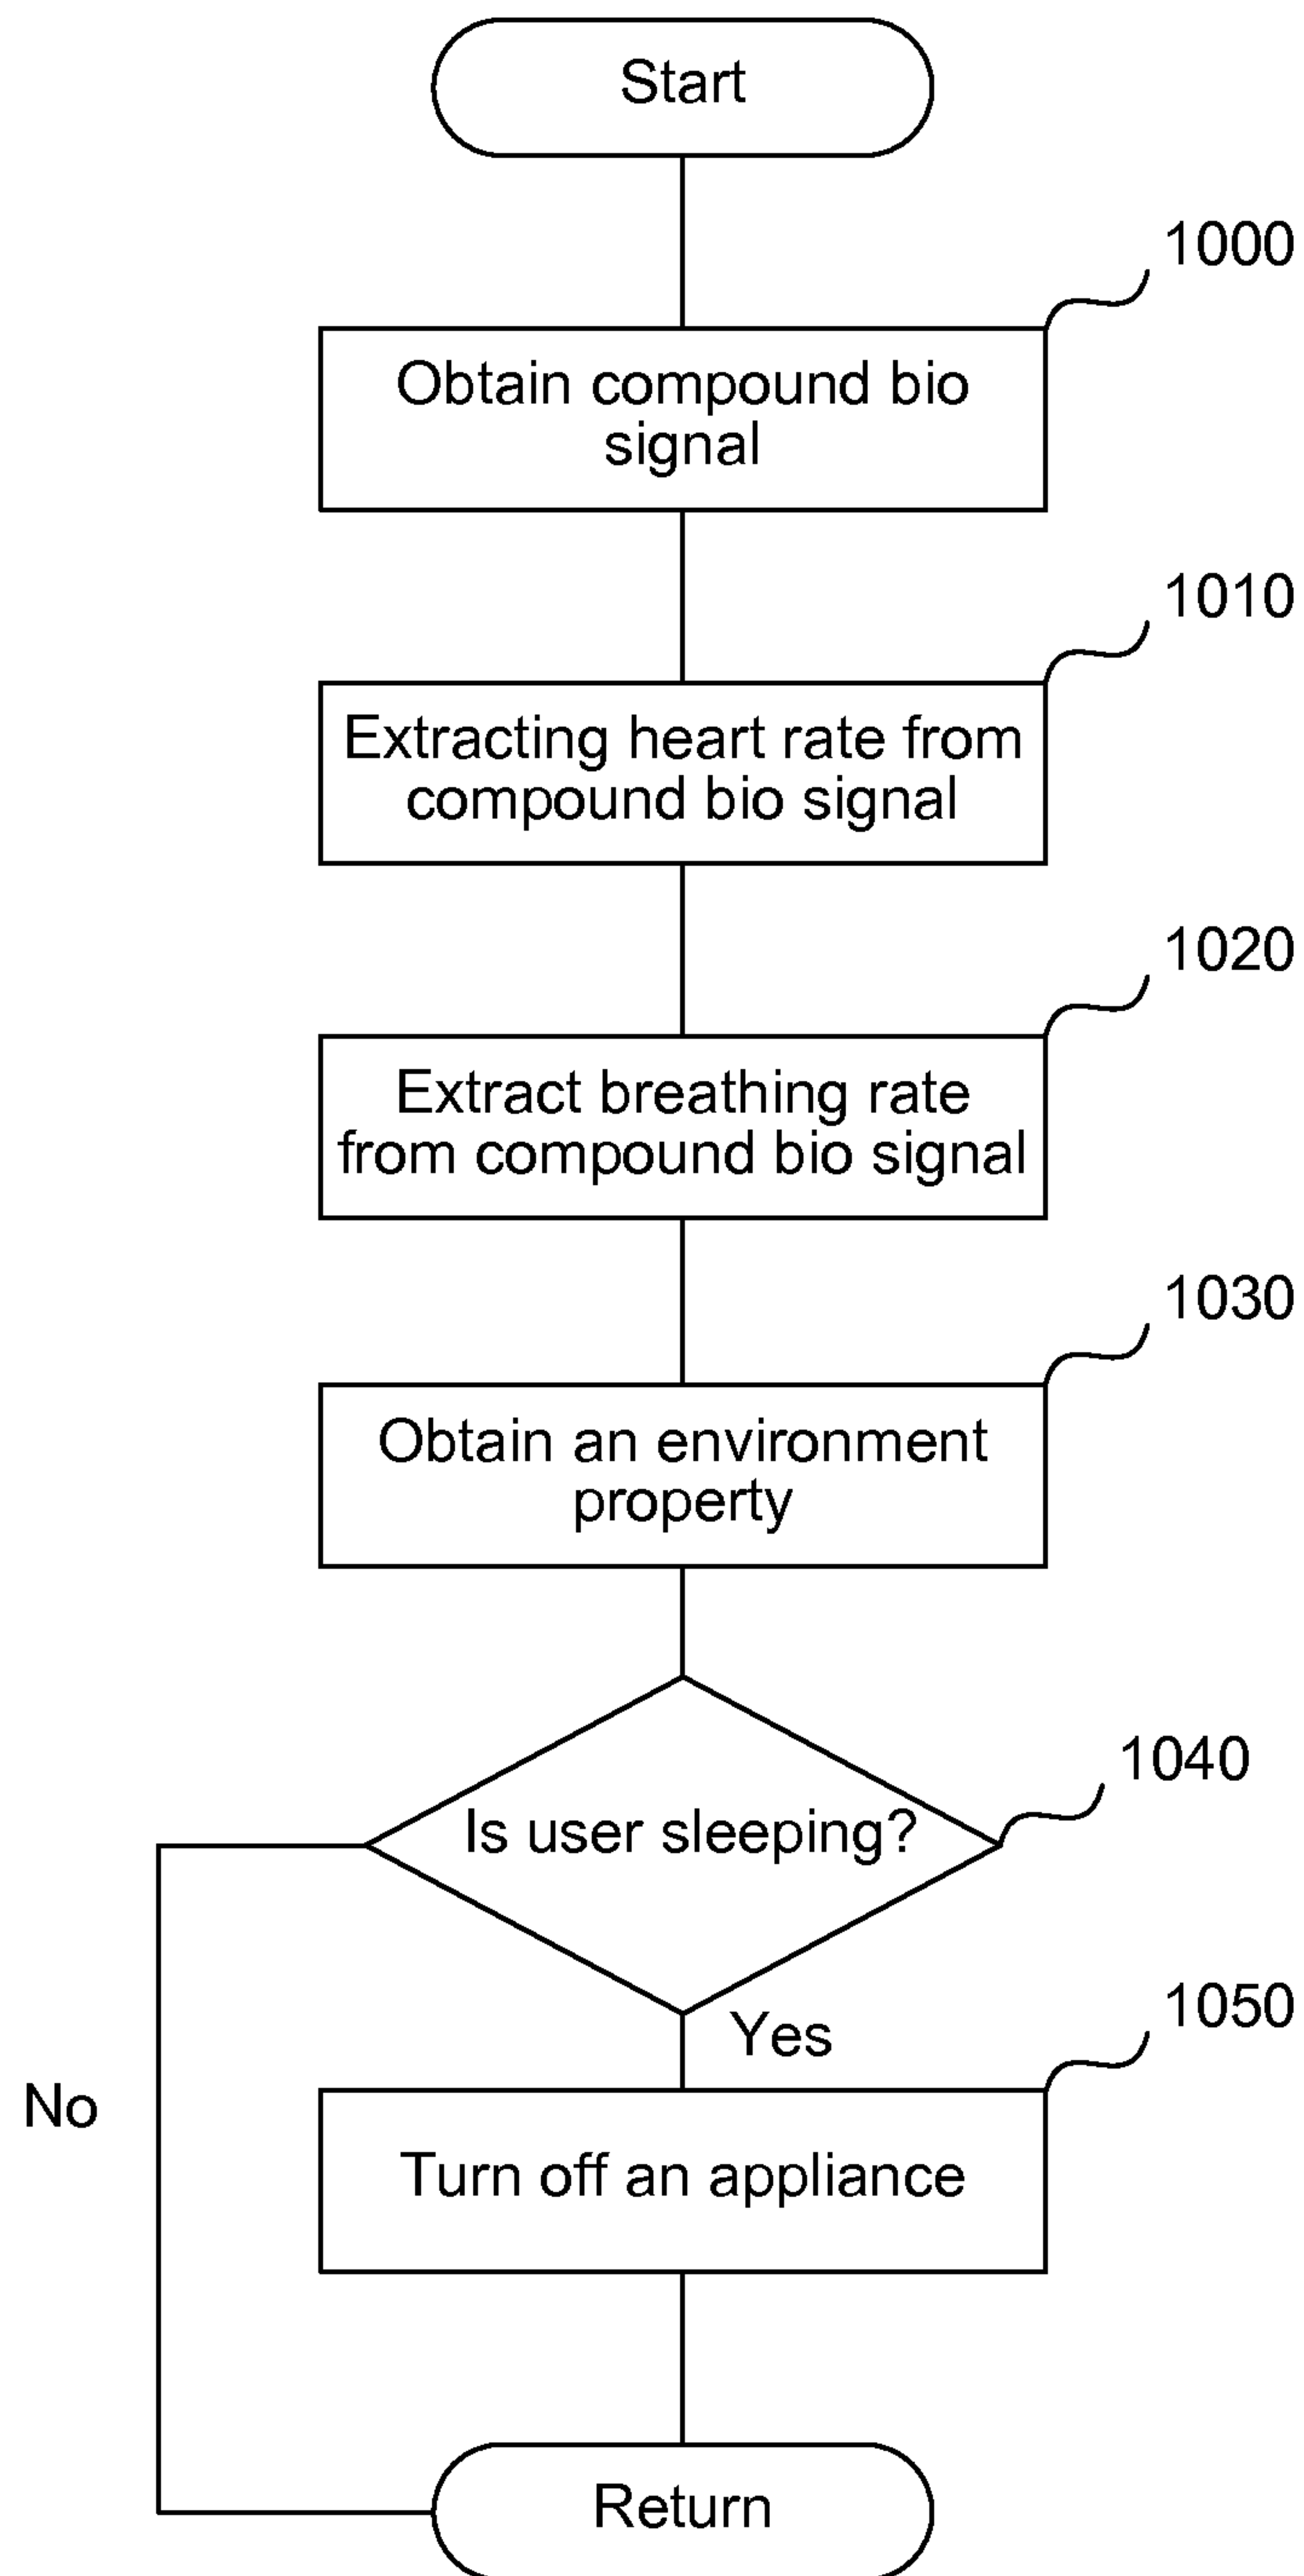 Start
1000
Obtain compound bio
signal
1010
Extracting heart rate from
compound bio signal
1020
Extract breathing rate
from compound bio signal
1030
Obtain an environment
property
1040
Is user sleeping?
Yes
1050
No
Turn off an appliance
Return